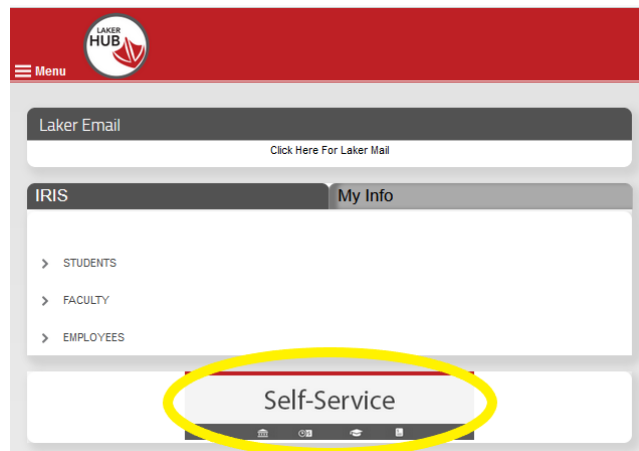 LAKER
HUB
Menu
Laker Email
Click Here For Laker Mail
IRIS My Info
STUDENTS
FACULTY
EMPLOYEES
Self-Service